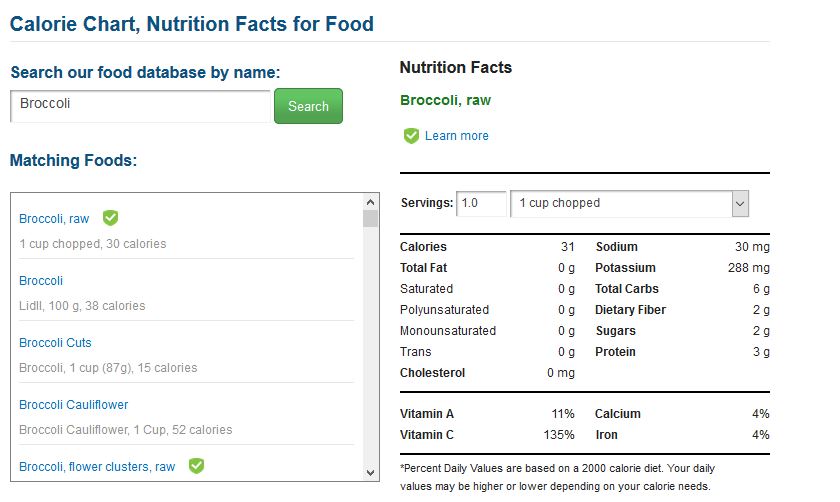 Calorie Chart, Nutrition Facts for Food
Search our food database by name:
Broccoli
Search
Matching Foods:
Broccoli, raw
1 cup chopped, 30 calories
Broccoli
Lidll, 100 g, 38 calories
Broccoli Cuts
Broccoli, 1 cup (87g), 15 calories
Broccoli Cauliflower
Broccoli Cauliflower, 1 Cup, 52 calories
Broccoli, flower clusters, raw
Nutrition Facts
Broccoli, raw
Learn more
Servings: 1.0 1 cup chopped
Calories 31 Sodium 30 mg
Total Fat 0 g Potassium 288 mg
Saturated 0 g Total Carbs 6 g
Polyunsaturated 0 g Dietary Fiber 2 g
Monounsaturated 0 g Sugars 2 g
Trans 0 g Protein 3 g
Cholesterol 0 mg
Vitamin A 11% Calcium 4%
Vitamin C 135% Iron 4%
*Percent Daily Values are based on a 2000 calorie diet. Your daily
values may be higher or lower depending on your calorie needs.